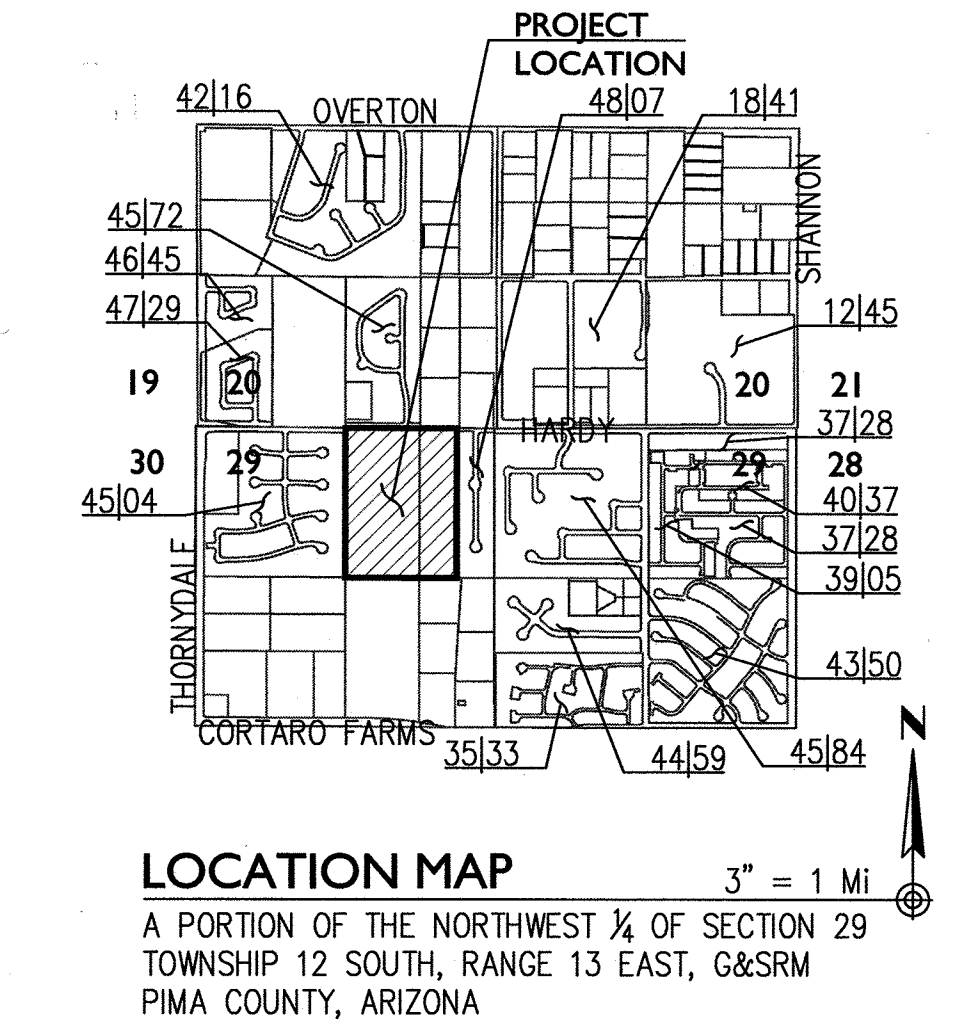 PROJECT
LOCATION
42|16
OVERTON
48|07
18|41
SHANNON
45|72
46|45
47|29
12|45
19
20
20
21
HARDY
37|28
30
29
29
28
45|04
40|37
37|28
39|05
THORNYDALE
43|50
CORTARO FARMS
35|33
44|59
45|84
N
LOCATION MAP
3" = 1 Mi
A PORTION OF THE NORTHWEST ¼ OF SECTION 29
TOWNSHIP 12 SOUTH, RANGE 13 EAST, G&SRM
PIMA COUNTY, ARIZONA